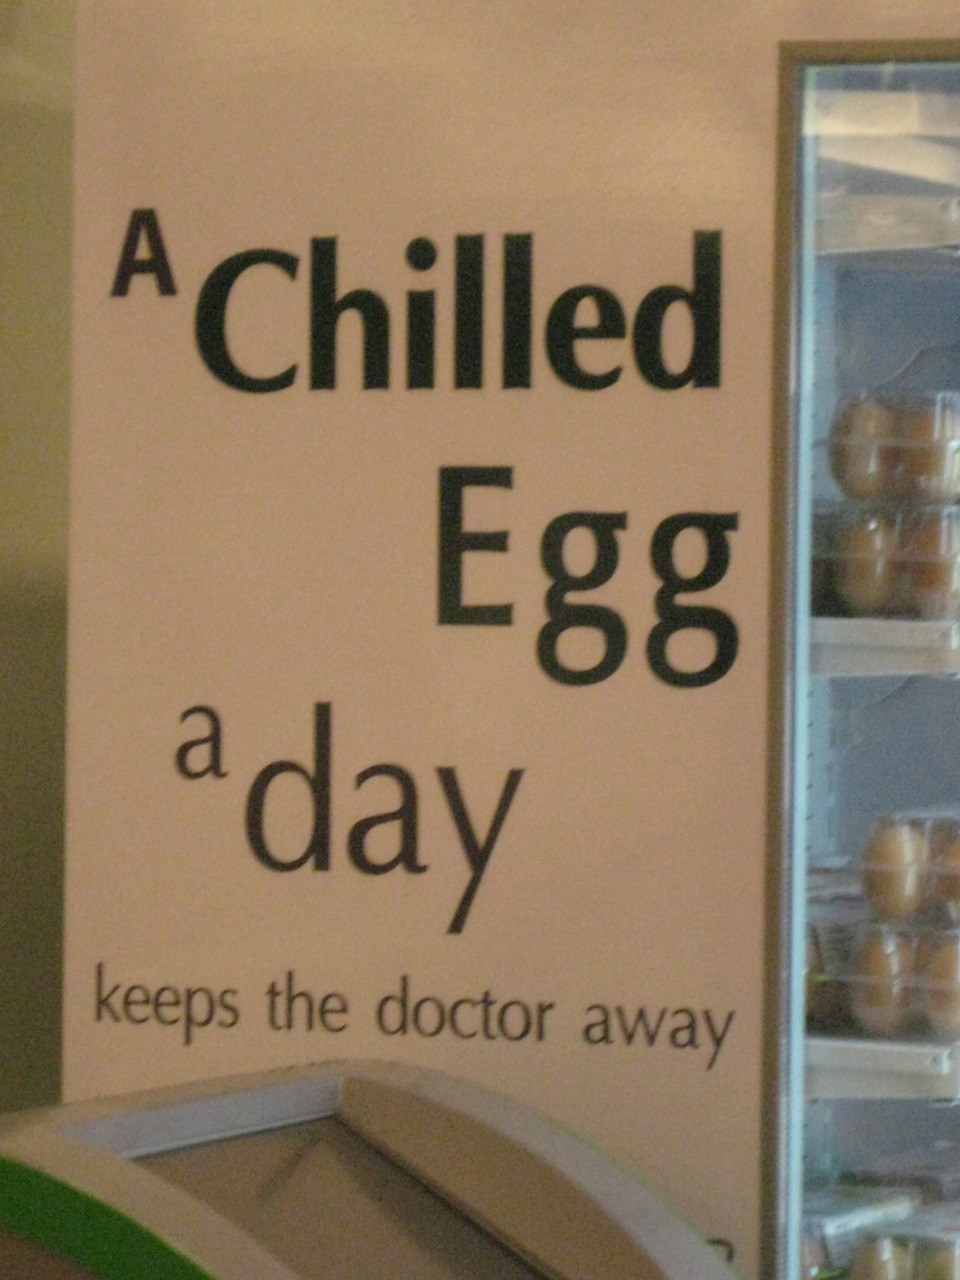 A Chilled
Egg
a day
keeps the doctor away